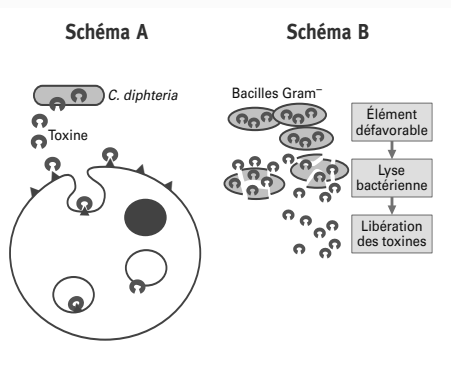 Schéma A
Schéma B
C. diphteria
Toxine
Bacilles Gram⁻
Élément
défavorable
Lyse
bactérienne
Libération
des toxines